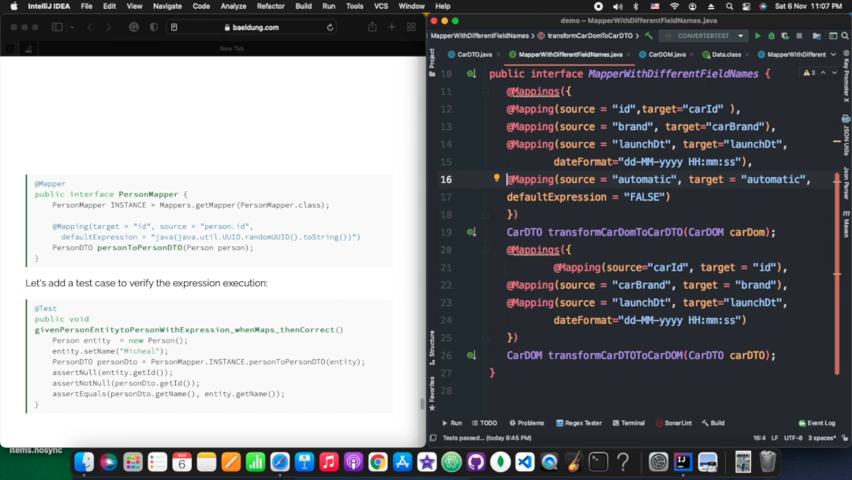 IntelliJ IDEA File Edit View Navigate Code Refactor Build Run Tools VCS Window Help
Sat 6 Nov 11:07 PM
baeldung.com
New Tab
@Mapper
public interface PersonMapper {
PersonMapper INSTANCE = Mappers.getMapper(PersonMapper.class);
@Mapping(target = "id", source = "person.id",
defaultExpression = "java(java.util.UUID.randomUUID().toString())")
PersonDTO personToPersonDTO(Person person);
}
Let's add a test case to verify the expression execution:
@Test
public void
givenPersonEntitytoPersonWithExpression_whenMaps_thenCorrect()
Person entity = new Person();
entity.setName("Micheal");
PersonDTO personDto = PersonMapper.INSTANCE.personToPersonDTO(entity);
assertNull(entity.getId());
assertNotNull(personDto.getId());
assertEquals(personDto.getName(), entity.getName());
}
items.nosync
demo – MapperWithDifferentFieldNames.java
MapperWithDifferentFieldNames transformCarDomToCarDTO CONVERTERTEST
CarDTO.java MapperWithDifferentFieldNames.java CarDOM.java Data.class MapperWithDifferent
Project
Structure
Favorites
Key Promoter X
JSON Utils
Json Parser
Maven
3
10 public interface MapperWithDifferentFieldNames {
11 @Mappings({
12 @Mapping(source = "id",target="carId" ),
13 @Mapping(source = "brand", target="carBrand"),
14 @Mapping(source = "launchDt", target="launchDt",
15 dateFormat="dd-MM-yyyy HH:mm:ss"),
16 @Mapping(source = "automatic", target = "automatic",
17 defaultExpression = "FALSE")
18 })
19 CarDTO transformCarDomToCarDTO(CarDOM carDom);
20 @Mappings({
21 @Mapping(source="carId", target = "id"),
22 @Mapping(source = "carBrand", target = "brand"),
23 @Mapping(source = "launchDt", target="launchDt",
24 dateFormat="dd-MM-yyyy HH:mm:ss")
25 })
26 CarDOM transformCarDTOToCarDOM(CarDTO carDTO);
27 }
28
Run TODO Problems Regex Tester Terminal SonarLint Build Event Log
Tests passed... (today 8:45 PM) 16:4 LF UTF-8 3 spaces*
NOV
6